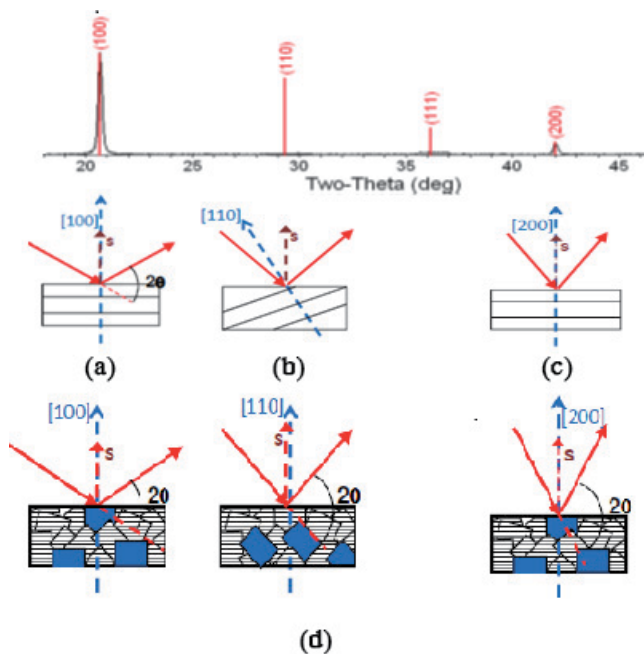 (100)
(110)
(111)
(200)
20 25 30 35 40 45
Two-Theta (deg)
[100] s 2θ
[110] s
[200] s
(a) (b) (c)
[100] s 2θ
[110] s 2θ
[200] s 2θ
(d)